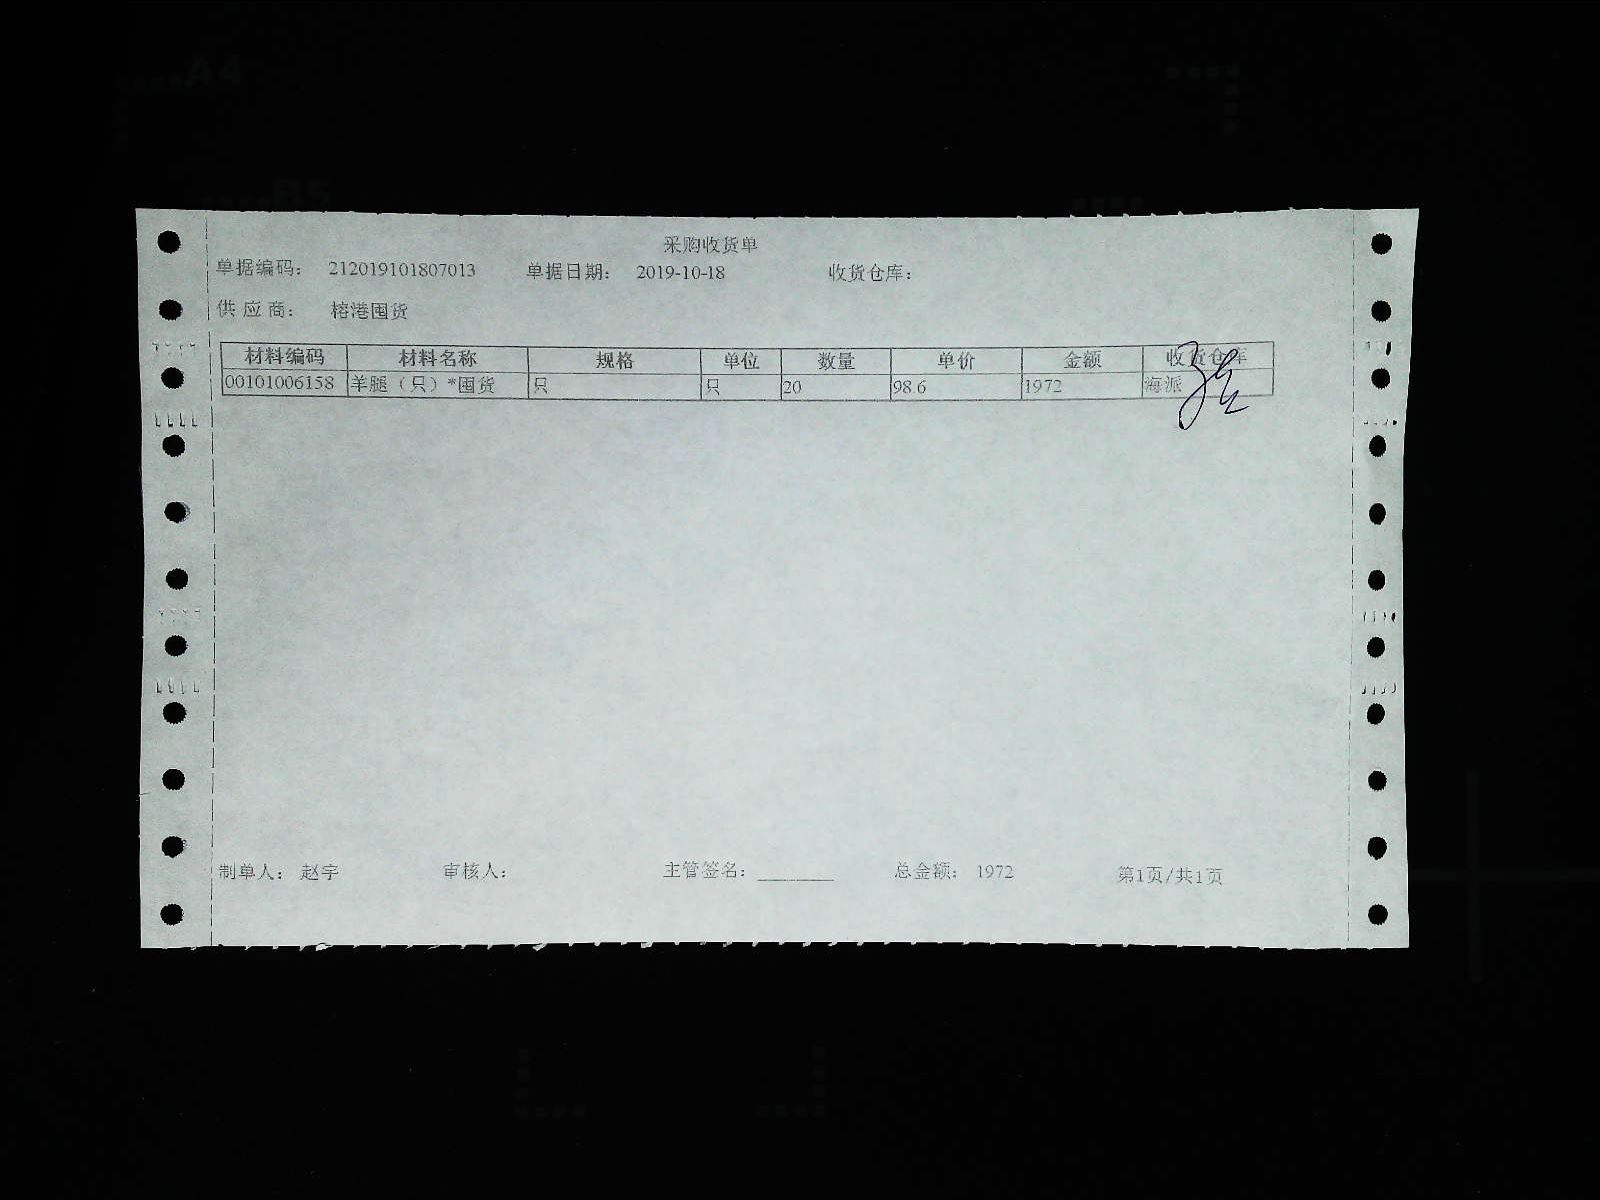 采购收货单
单据编码： 212019101807013 单据日期： 2019-10-18 收货仓库：
供应商： 榕港囤货
材料编码 材料名称 规格 单位 数量 单价 金额 收货仓库
00101006158 羊腿（只）*囤货 只 只 20 98.6 1972 海派
制单人： 赵宇 审核人： 主管签名： 总金额： 1972 第1页/共1页